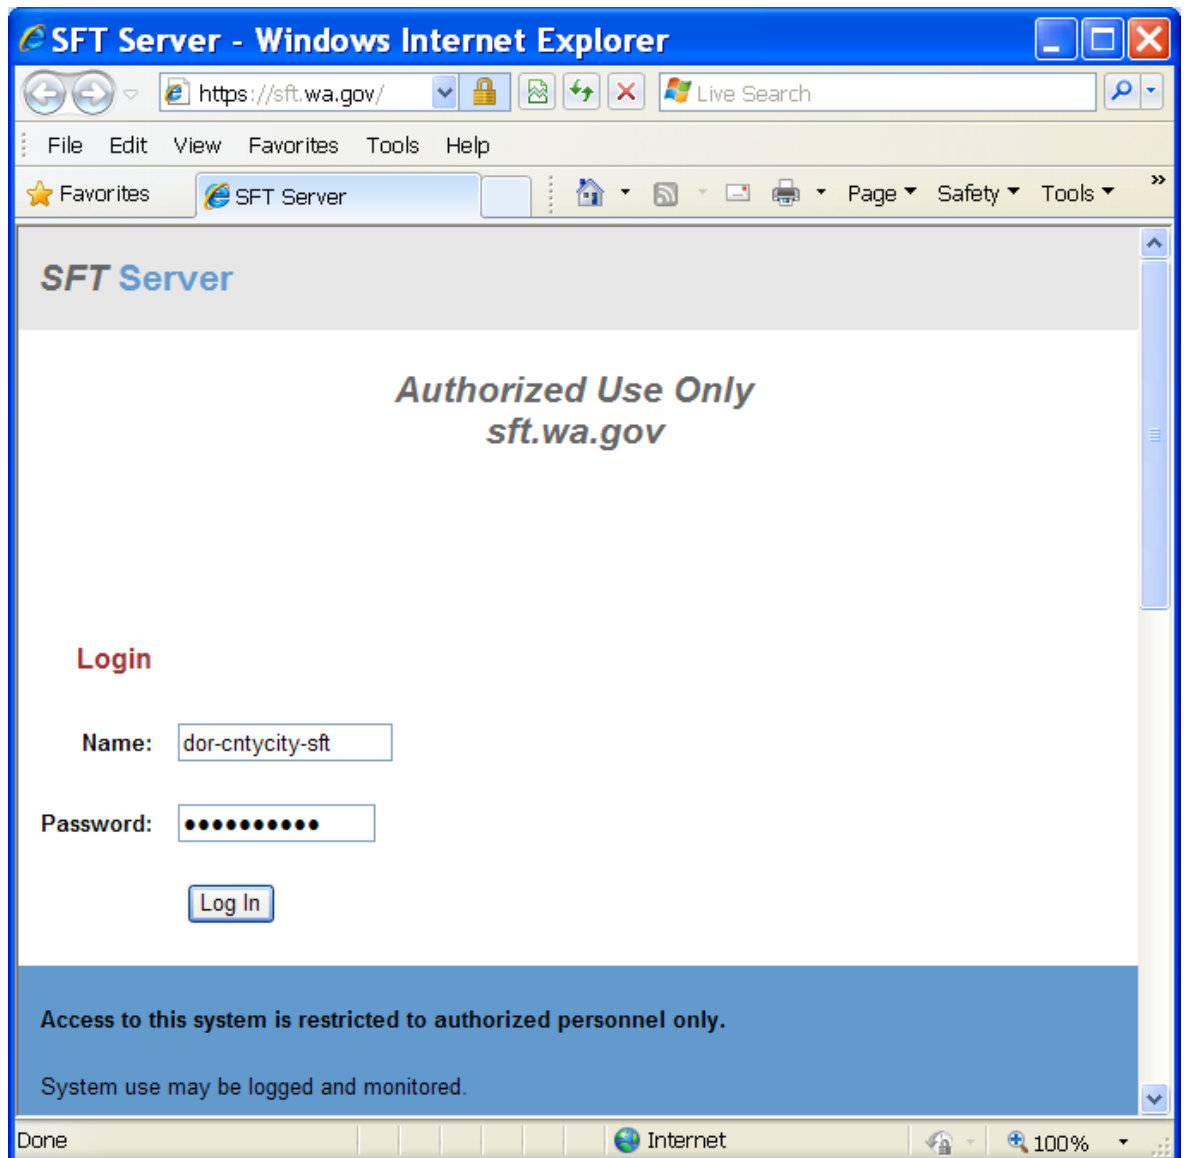 SFT Server - Windows Internet Explorer
https://sft.wa.gov/
Live Search
File Edit View Favorites Tools Help
Favorites SFT Server Page Safety Tools »
SFT Server
Authorized Use Only
sft.wa.gov
Login
Name: dor-cntycity-sft
Password: ●●●●●●●●●●
Log In
Access to this system is restricted to authorized personnel only.
System use may be logged and monitored.
Done Internet 100%